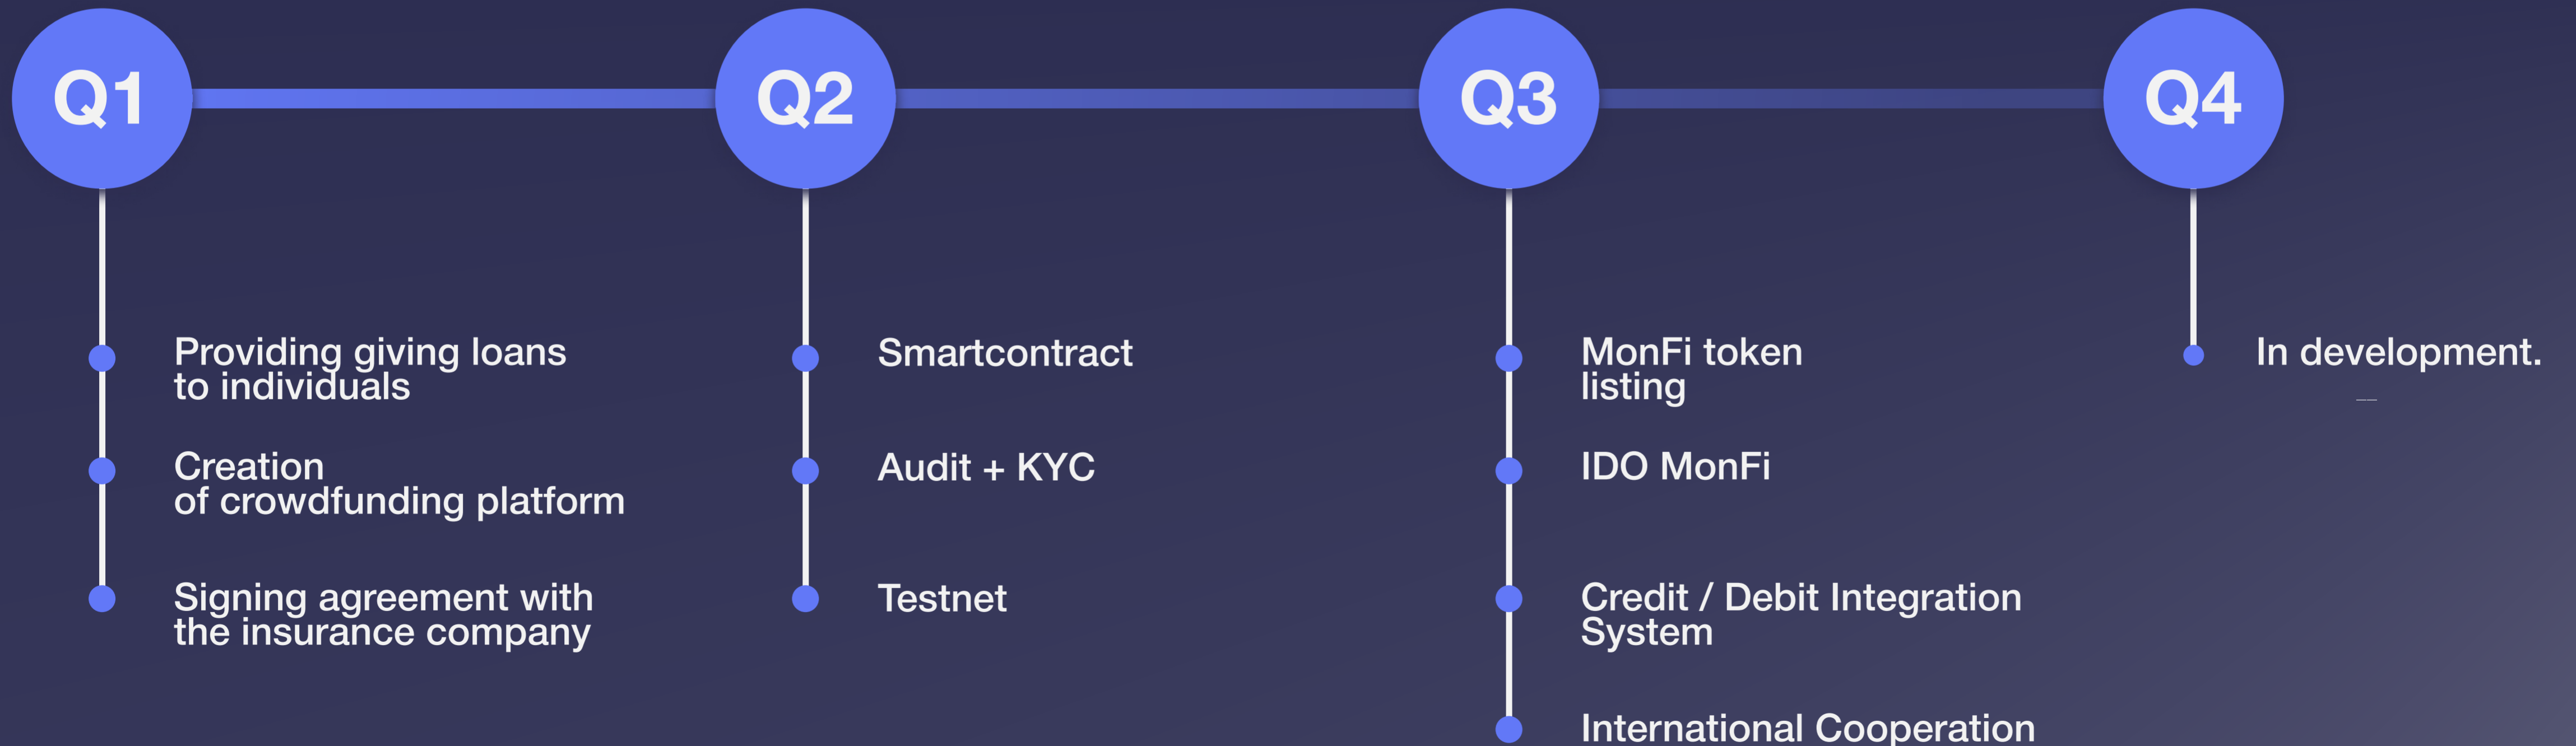 Q1
Q2
Q3
Q4
Providing giving loans
to individuals
Creation
of crowdfunding platform
Signing agreement with
the insurance company
Smartcontract
Audit + KYC
Testnet
MonFi token
listing
IDO MonFi
Credit / Debit Integration
System
International Cooperation
In development.